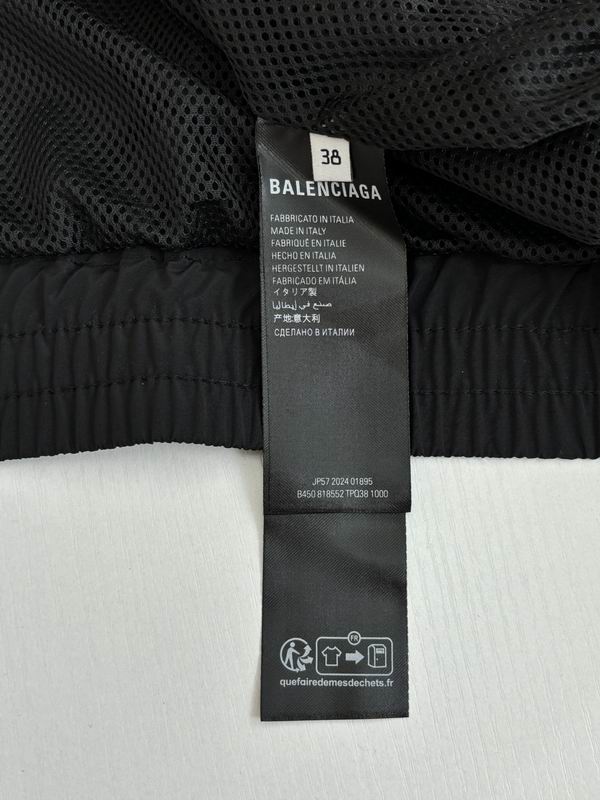 38
BALENCIAGA
FABBRICATO IN ITALIA
MADE IN ITALY
FABRIQUÉ EN ITALIE
HECHO EN ITALIA
HERGESTELLT IN ITALIEN
FABRICADO EM ITÁLIA
イタリア製
صنع في إيطاليا
产地:意大利
СДЕЛАНО В ИТАЛИИ
JP57 2024 01895
B450 818552 TPQ38 1000
FR
quefairedemesdechets.fr